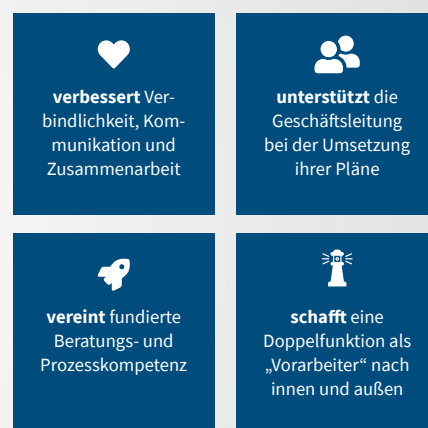 verbessert Ver-
bindlichkeit, Kom-
munikation und
Zusammenarbeit
unterstützt die
Geschäftsleitung
bei der Umsetzung
ihrer Pläne
vereint fundierte
Beratungs- und
Prozesskompetenz
schafft eine
Doppelfunktion als
„Vorarbeiter“ nach
innen und außen